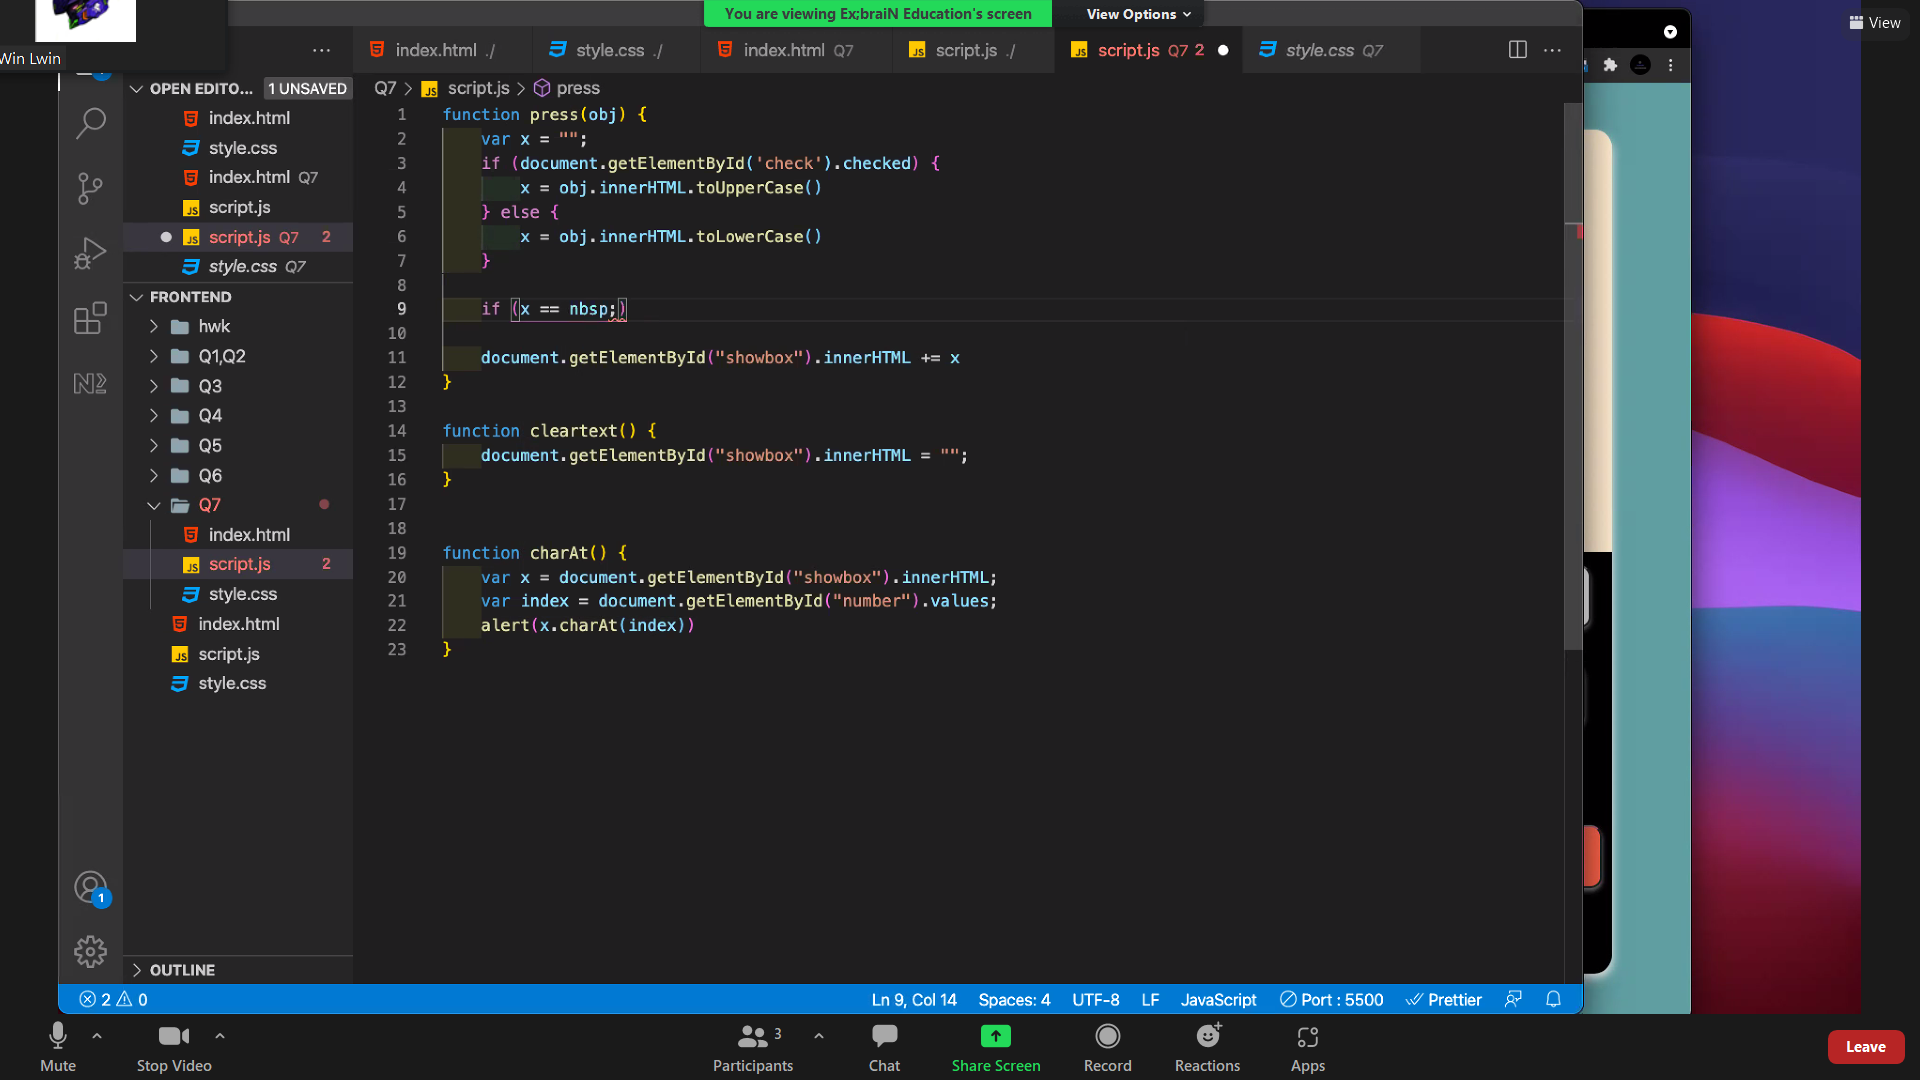 You are viewing Ex;braiN Education's screen
View Options
View
Win Lwin
index.html ./
style.css ./
index.html Q7
script.js ./
script.js Q7 2
style.css Q7
OPEN EDITO... 1 UNSAVED
index.html
style.css
index.html Q7
script.js
script.js Q7 2
style.css Q7
FRONTEND
hwk
Q1,Q2
Q3
Q4
Q5
Q6
Q7
index.html
script.js 2
style.css
index.html
script.js
style.css
OUTLINE
Q7 > script.js > press
1 function press(obj) {
2 var x = "";
3 if (document.getElementById('check').checked) {
4 x = obj.innerHTML.toUpperCase()
5 } else {
6 x = obj.innerHTML.toLowerCase()
7 }
8
9 if (x == nbsp;)
10
11 document.getElementById("showbox").innerHTML += x
12 }
13
14 function cleartext() {
15 document.getElementById("showbox").innerHTML = "";
16 }
17
18
19 function charAt() {
20 var x = document.getElementById("showbox").innerHTML;
21 var index = document.getElementById("number").values;
22 alert(x.charAt(index))
23 }
1
2 0
Ln 9, Col 14 Spaces: 4 UTF-8 LF JavaScript Port : 5500 Prettier
Mute
Stop Video
Participants 3
Chat
Share Screen
Record
Reactions
Apps
Leave